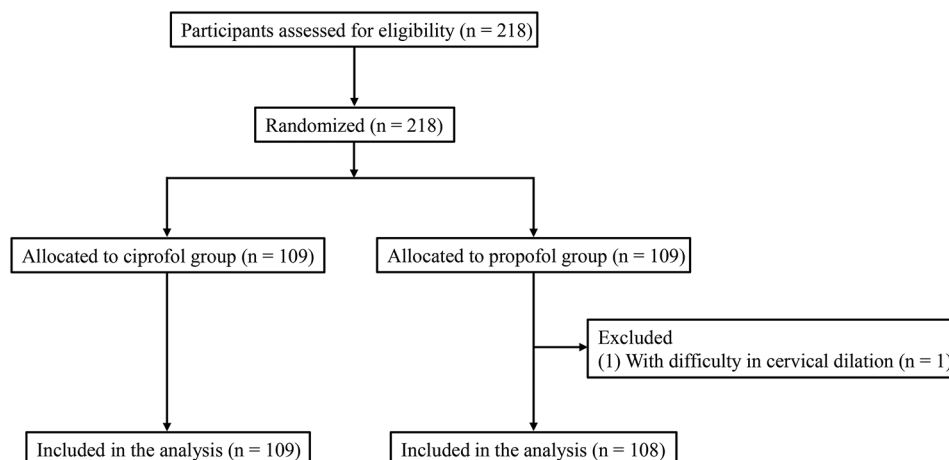 Participants assessed for eligibility (n = 218)
Randomized (n = 218)
Allocated to ciprofol group (n = 109)
Allocated to propofol group (n = 109)
Excluded
(1) With difficulty in cervical dilation (n = 1)
Included in the analysis (n = 109)
Included in the analysis (n = 108)